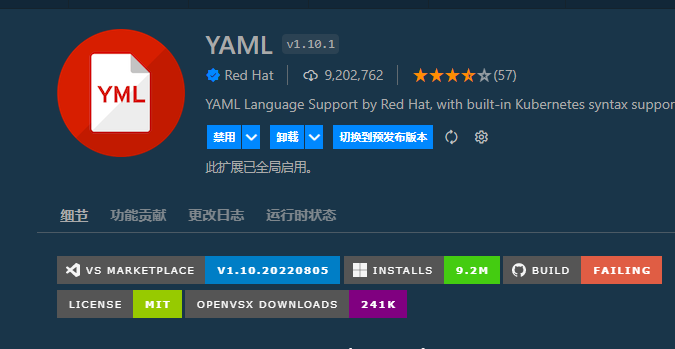 YML
YAML v1.10.1
Red Hat 9,202,762 (57)
YAML Language Support by Red Hat, with built-in Kubernetes syntax suppor
禁用 卸载 切换到预发布版本
此扩展已全局启用。
细节 功能贡献 更改日志 运行时状态
VS MARKETPLACE V1.10.20220805 INSTALLS 9.2M BUILD FAILING
LICENSE MIT OPENVSX DOWNLOADS 241K